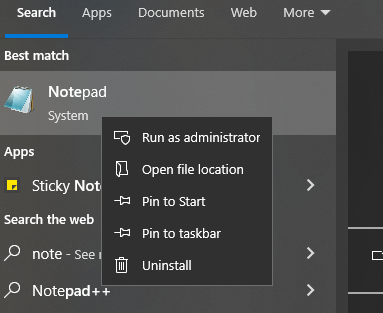 Search Apps Documents Web More
Best match
Notepad
System
Run as administrator
Apps
Open file location
Sticky No
Pin to Start
Search the web
Pin to taskbar
note - See
Uninstall
Notepad++